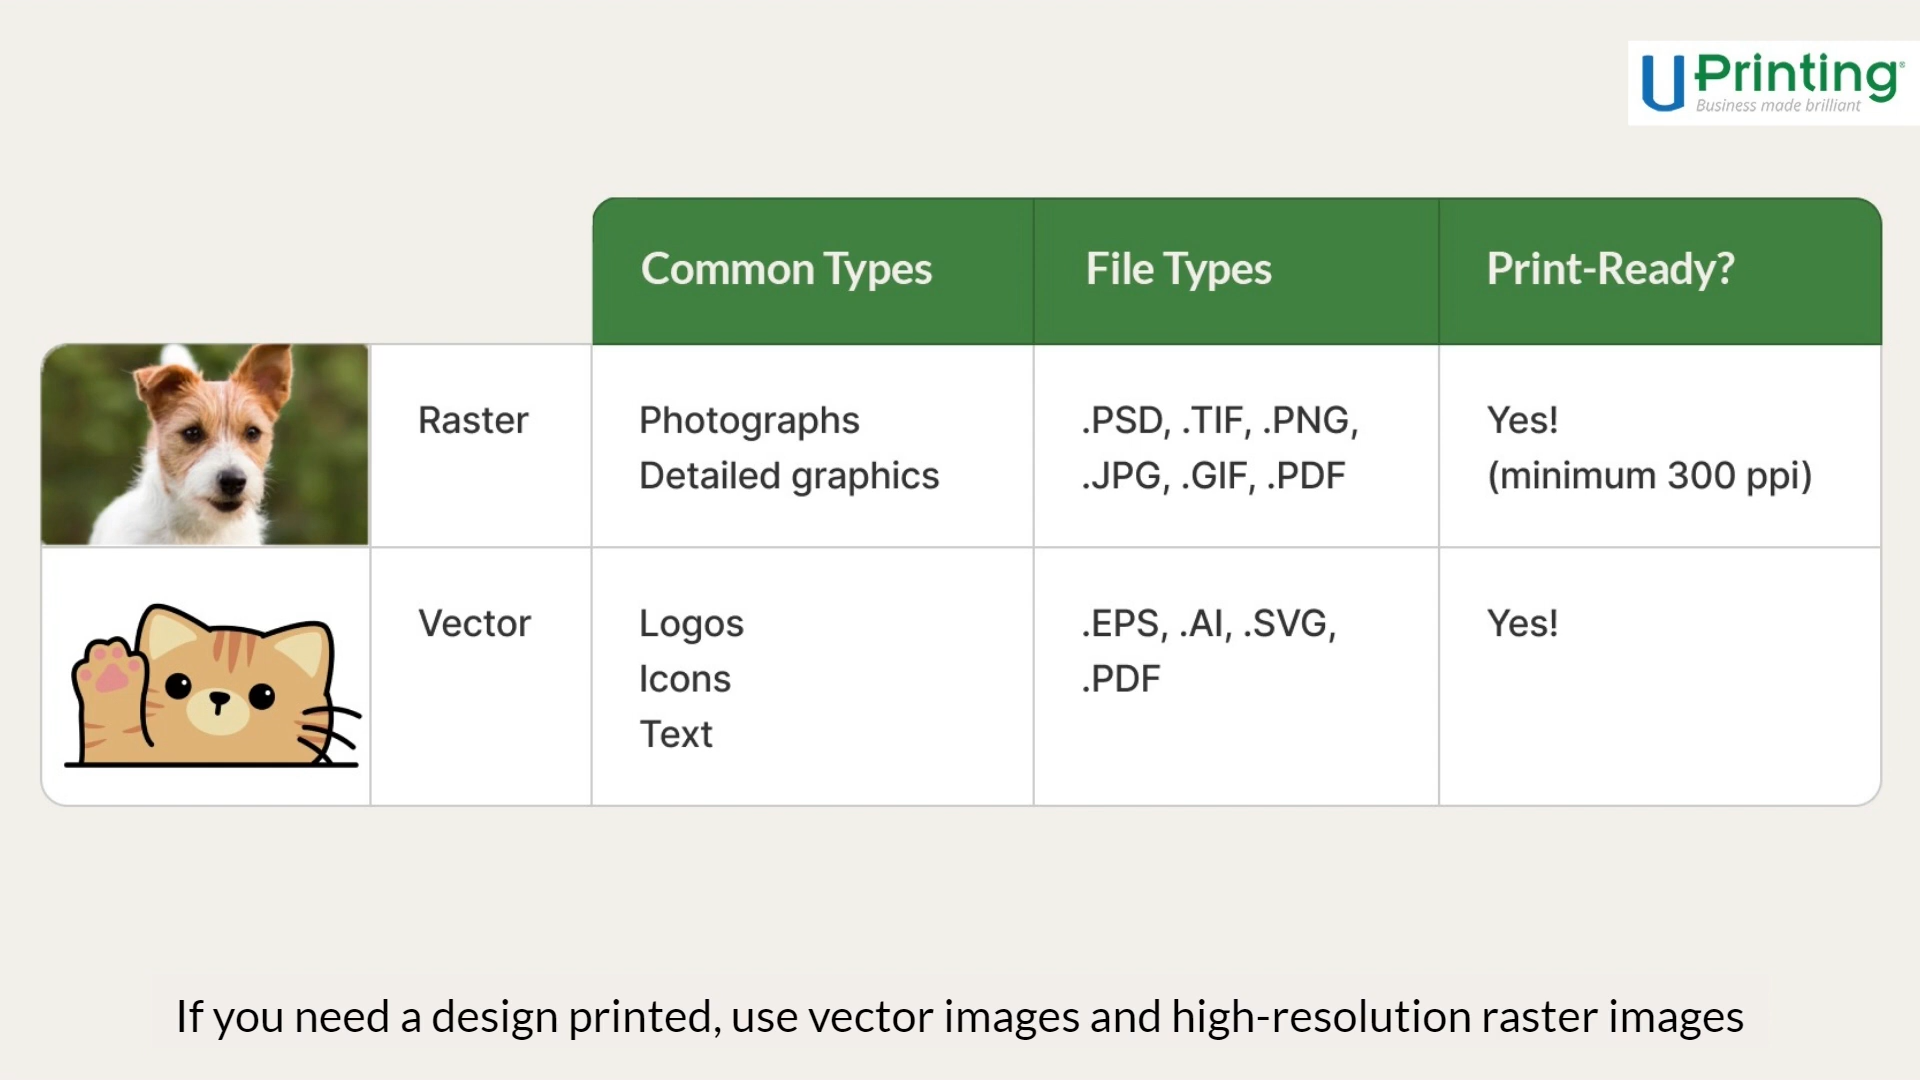 UPrinting®
Business made brilliant
Common Types
File Types
Print-Ready?
Raster
Photographs
Detailed graphics
.PSD, .TIF, .PNG,
.JPG, .GIF, .PDF
Yes!
(minimum 300 ppi)
Vector
Logos
Icons
Text
.EPS, .AI, .SVG,
.PDF
Yes!
If you need a design printed, use vector images and high-resolution raster images